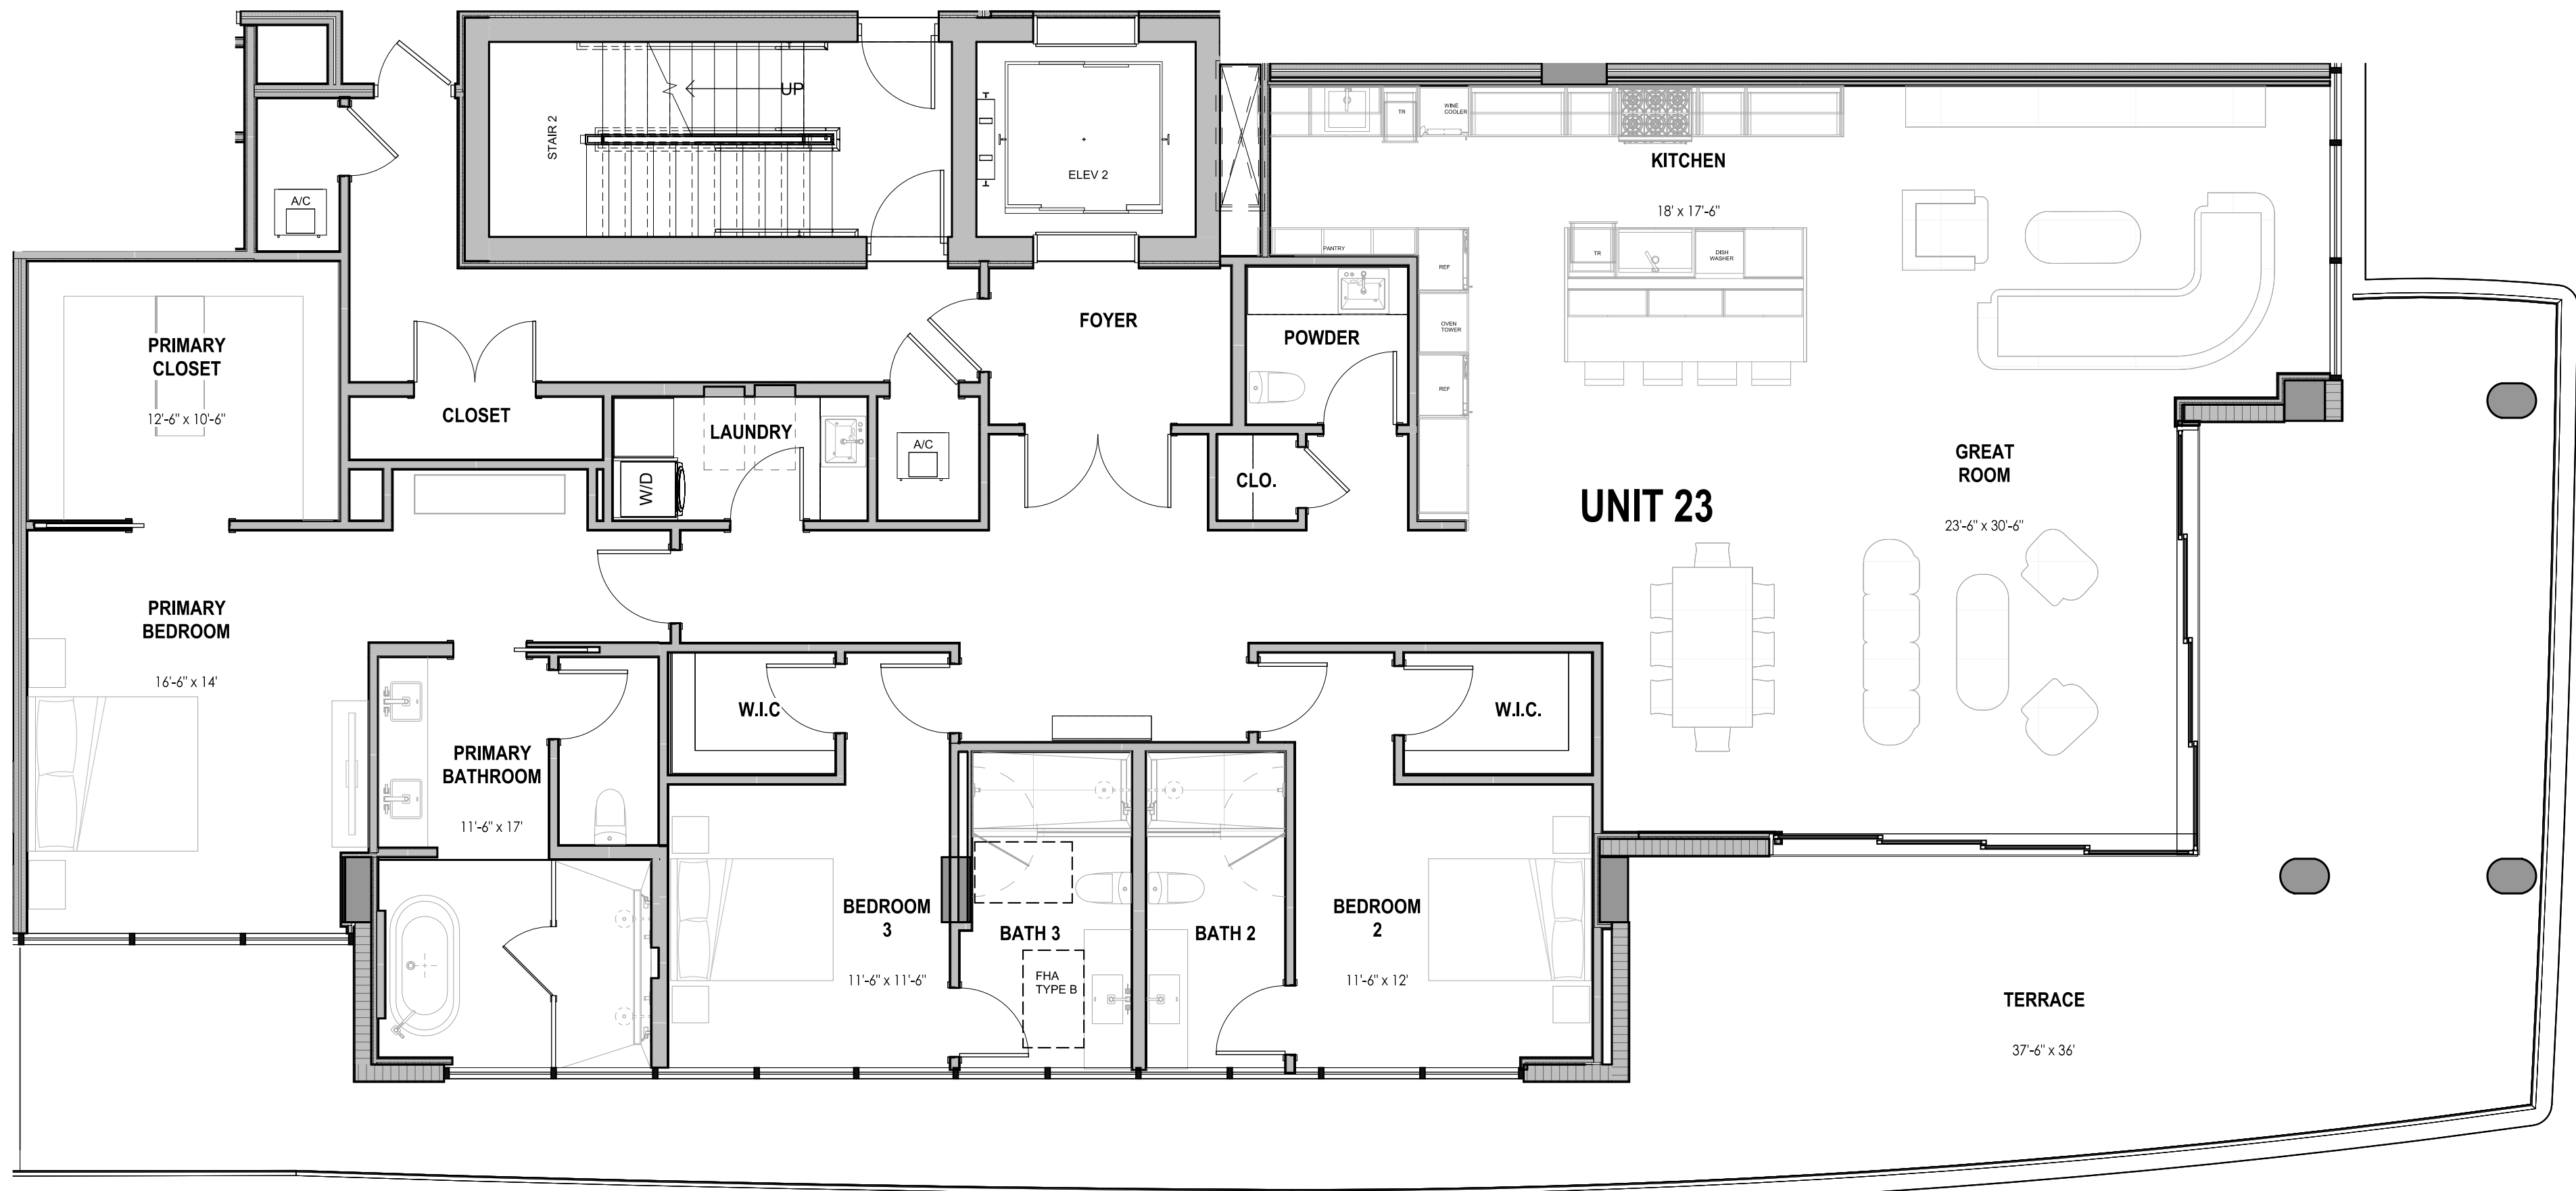 UP
STAIR 2
ELEV 2
A/C
TR
WINE
COOLER
KITCHEN
18' x 17'-6"
PANTRY
REF
TR
DISH
WASHER
OVEN
TOWER
REF
FOYER
POWDER
PRIMARY
CLOSET
12'-6" x 10'-6"
CLOSET
LAUNDRY
W/D
A/C
CLO.
UNIT 23
GREAT
ROOM
23'-6" x 30'-6"
PRIMARY
BEDROOM
16'-6" x 14'
PRIMARY
BATHROOM
11'-6" x 17'
W.I.C
W.I.C.
BEDROOM
3
11'-6" x 11'-6"
BATH 3
FHA
TYPE B
BATH 2
BEDROOM
2
11'-6" x 12'
TERRACE
37'-6" x 36'